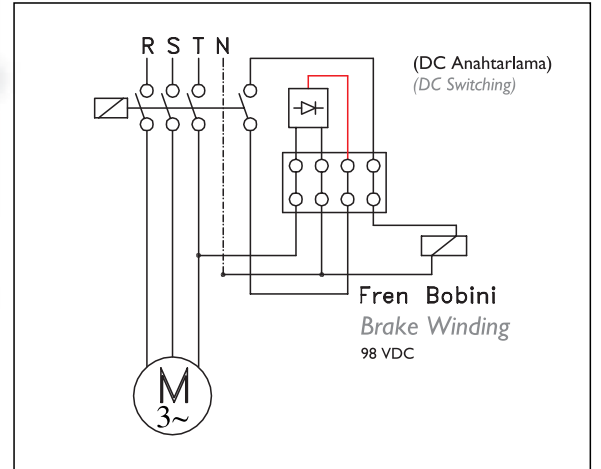 R S T N
(DC Anahtarlama)
(DC Switching)
Fren Bobini
Brake Winding
98 VDC
M
3~